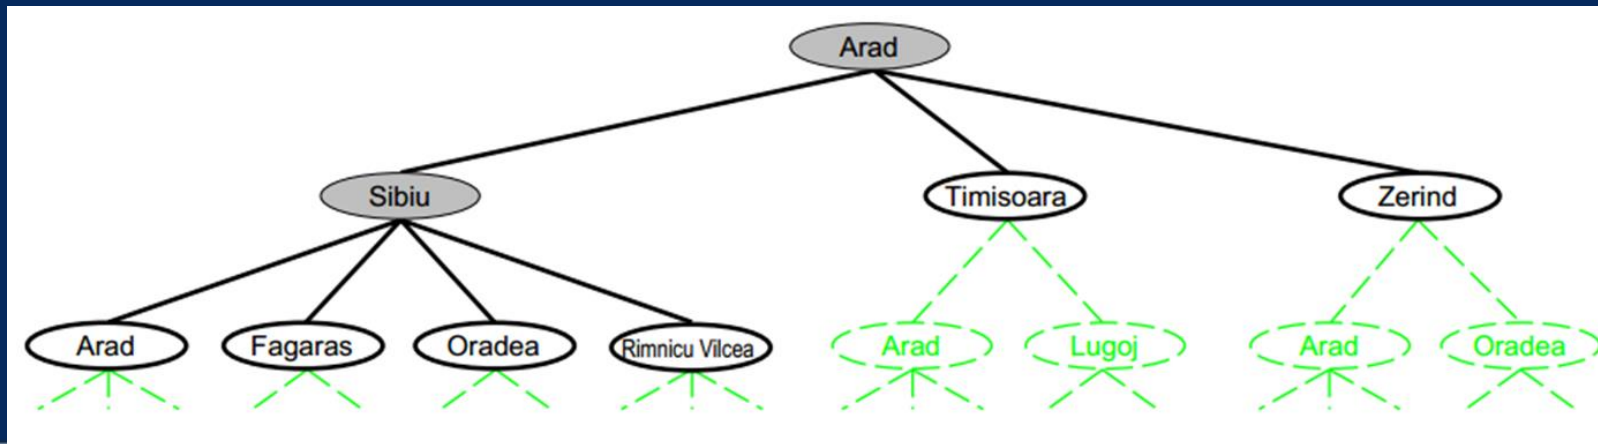 Arad
Sibiu
Timisoara
Zerind
Arad
Fagaras
Oradea
Rimnicu Vilcea
Arad
Lugoj
Arad
Oradea